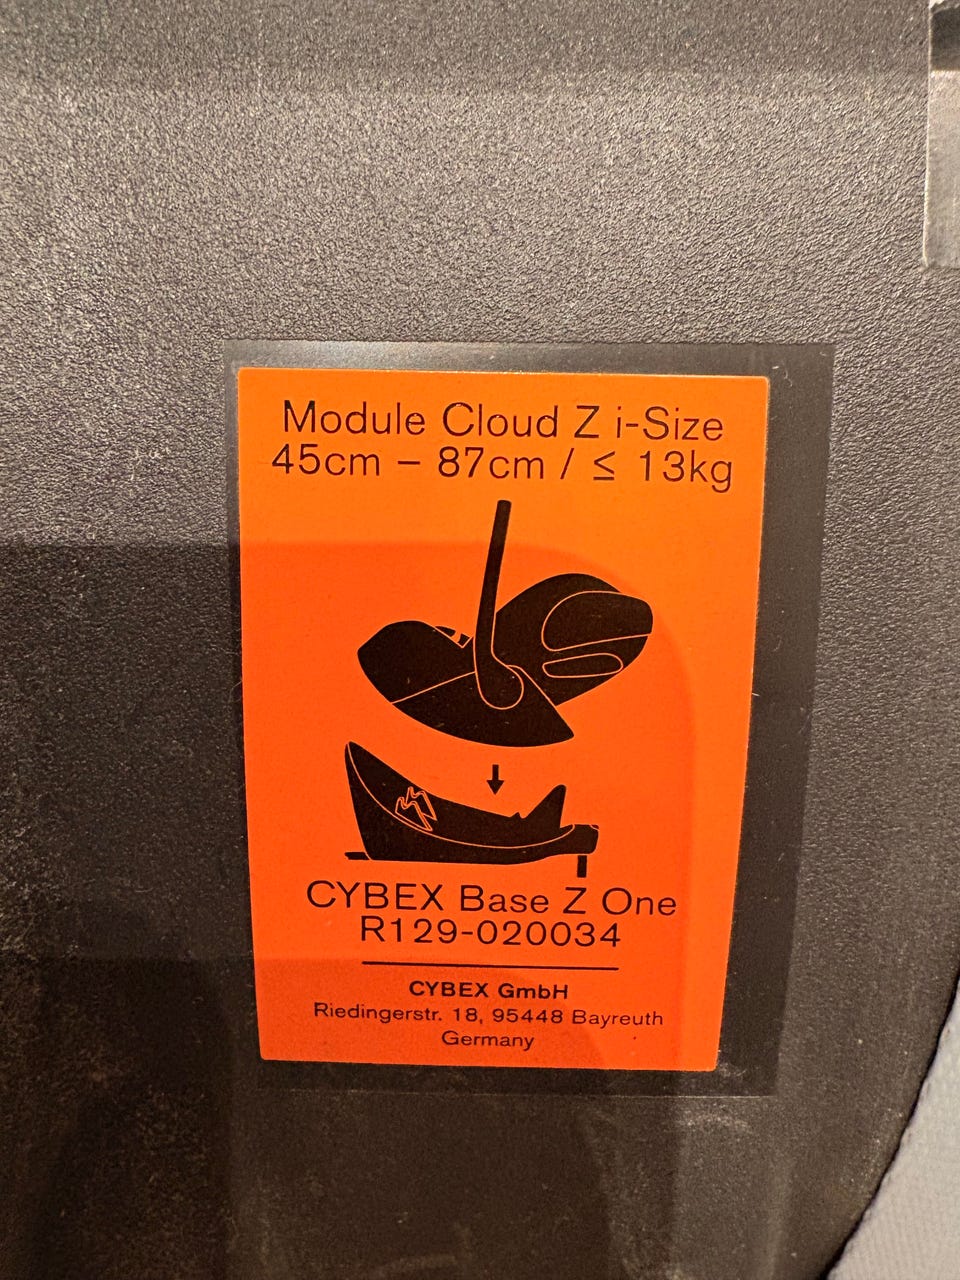 Module Cloud Z i-Size
45cm – 87cm / ≤ 13kg
CYBEX Base Z One
R129-020034
CYBEX GmbH
Riedingerstr. 18, 95448 Bayreuth
Germany